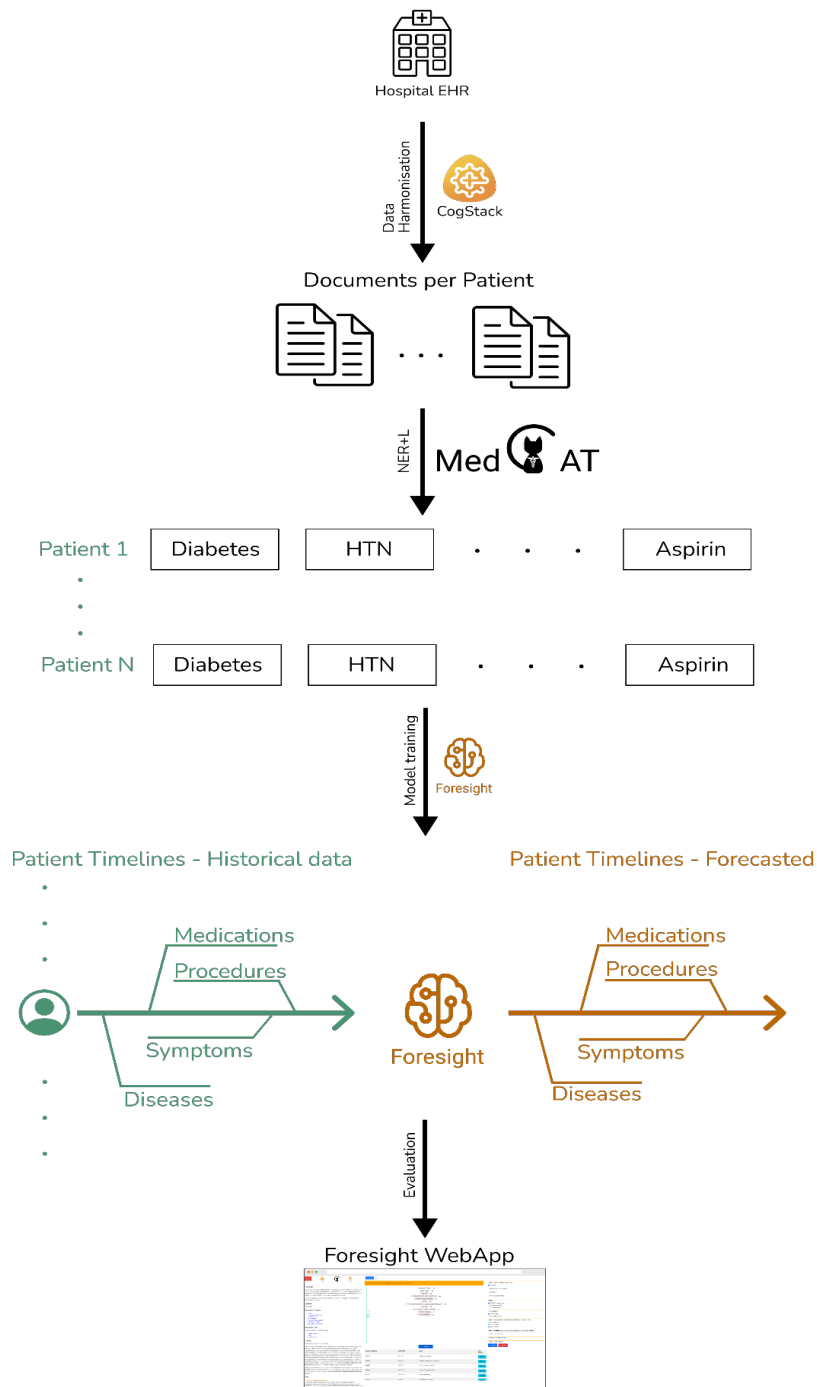 Hospital EHR
Data
Harmonisation
CogStack
Documents per Patient
NER+L
Med AT
Patient 1 Diabetes HTN Aspirin
Patient N Diabetes HTN Aspirin
Model training
Foresight
Patient Timelines - Historical data Patient Timelines - Forecasted
Medications Medications
Procedures Procedures
Foresight
Symptoms Symptoms
Diseases Diseases
Evaluation
Foresight WebApp